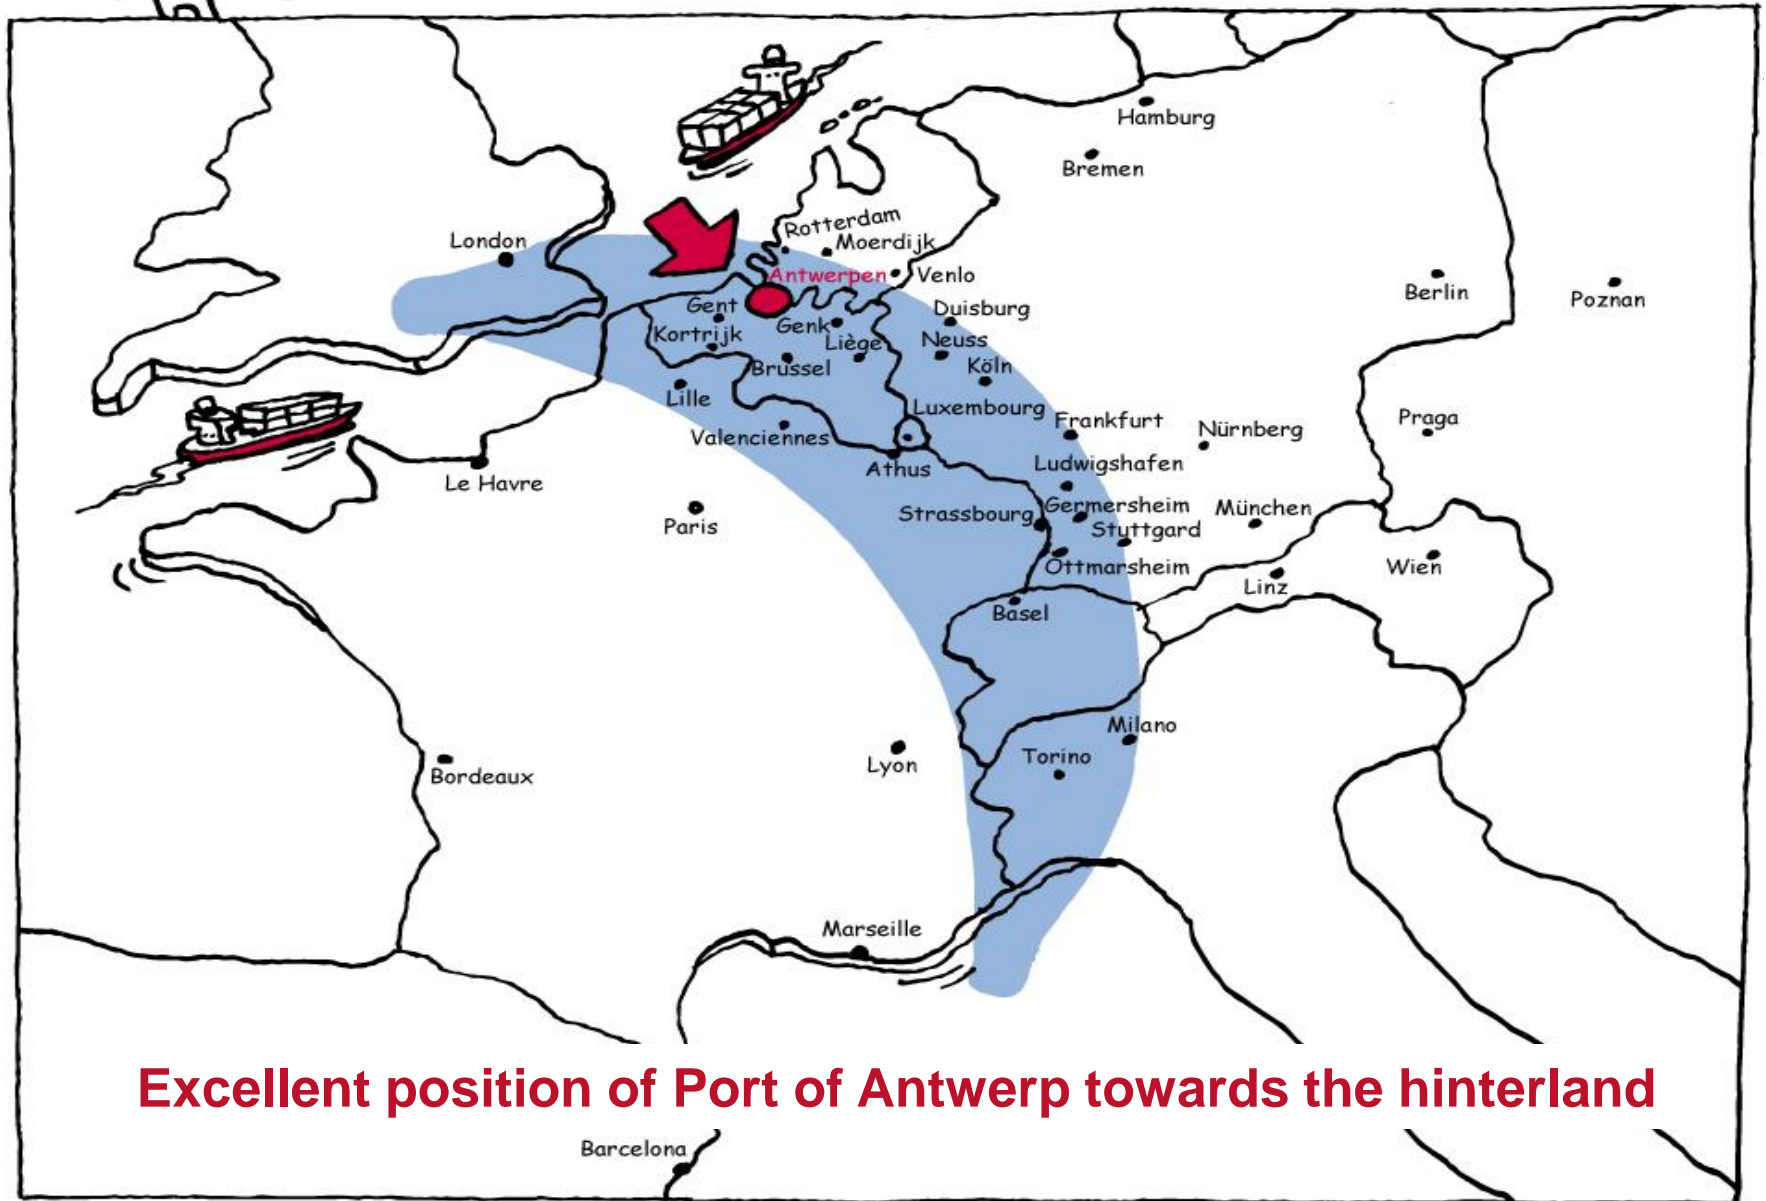 Hamburg
Bremen
Rotterdam
London
Moerdijk
Antwerpen
Venlo
Berlin
Poznan
Gent
Duisburg
Genk
Kortrijk
Liège
Neuss
Brussel
Köln
Lille
Luxembourg
Frankfurt
Praga
Nürnberg
Valenciennes
Athus
Ludwigshafen
Le Havre
Germersheim
München
Strassbourg
Paris
Stuttgard
Ottmarsheim
Wien
Linz
Basel
Milano
Torino
Lyon
Bordeaux
Marseille
Excellent position of Port of Antwerp towards the hinterland
Barcelona